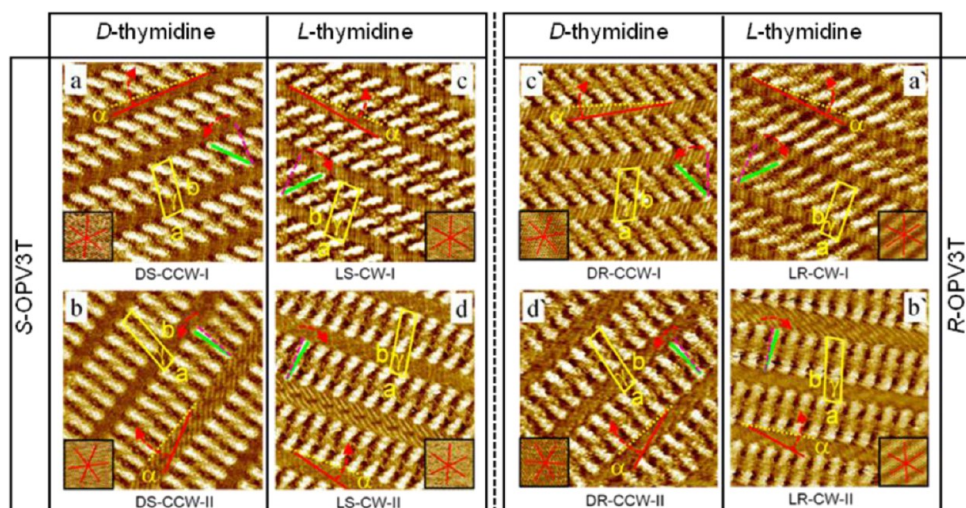 D-thymidine L-thymidine D-thymidine L-thymidine
S-OPV3T
R-OPV3T
a c c` a`
α α α α
b b b b
a a a a
DS-CCW-I LS-CW-I DR-CCW-I LR-CW-I
b d d` b`
b b b b
a a a a
α α α α
DS-CCW-II LS-CW-II DR-CCW-II LR-CW-II